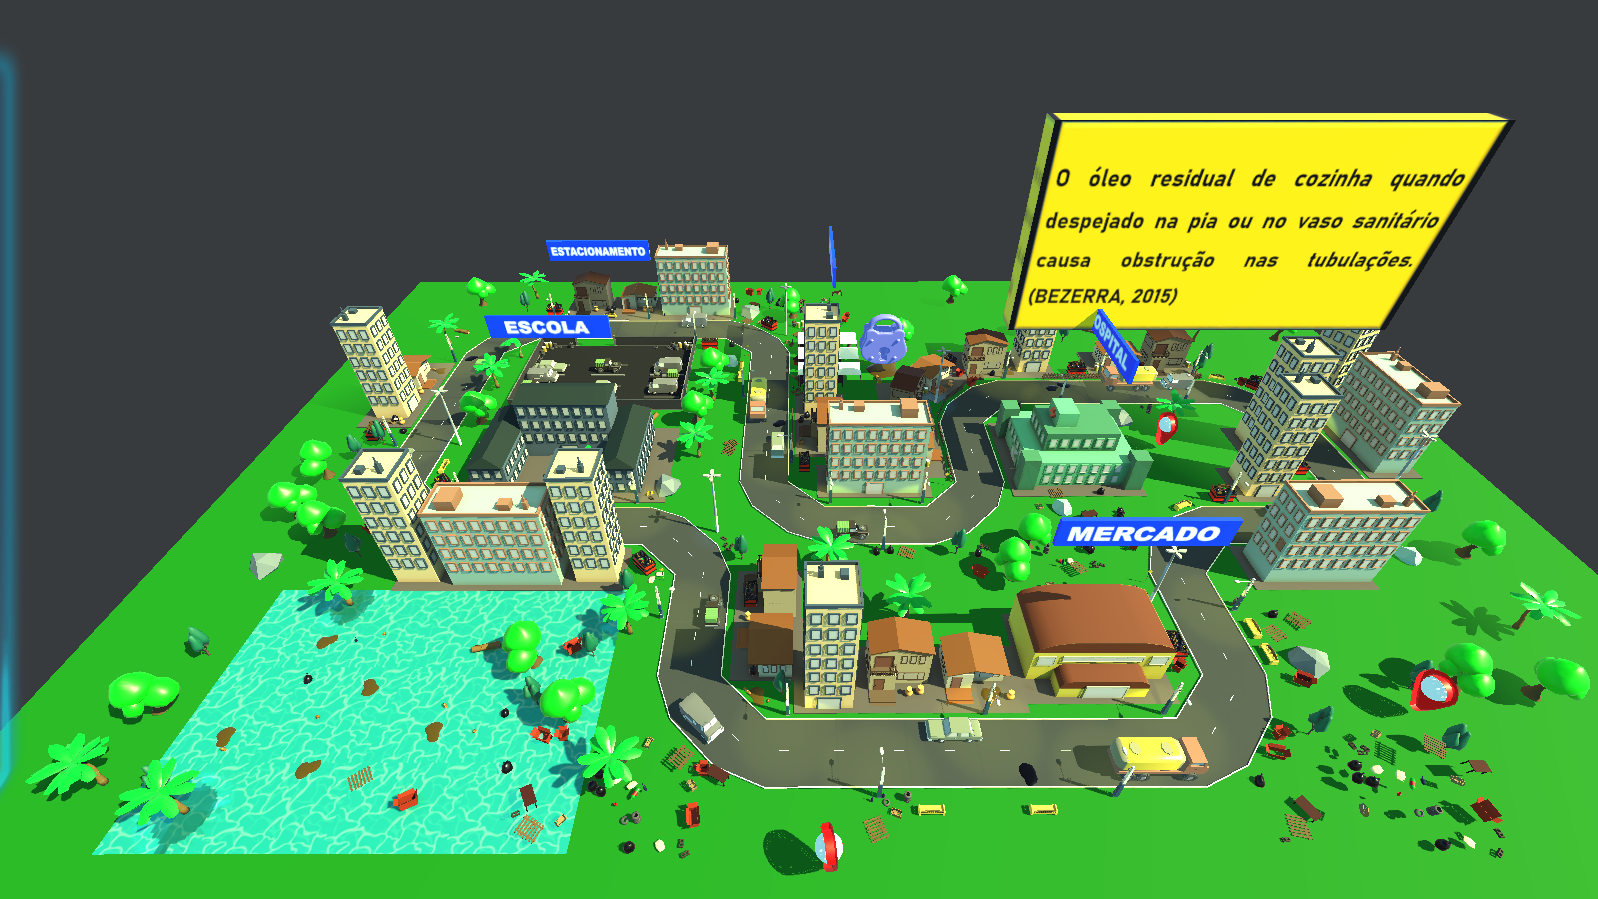 O óleo residual de cozinha quando
despejado na pia ou no vaso sanitário
causa obstrução nas tubulações.
(BEZERRA, 2015)
ESTACIONAMENTO
ESCOLA
OSPITAL
MERCADO